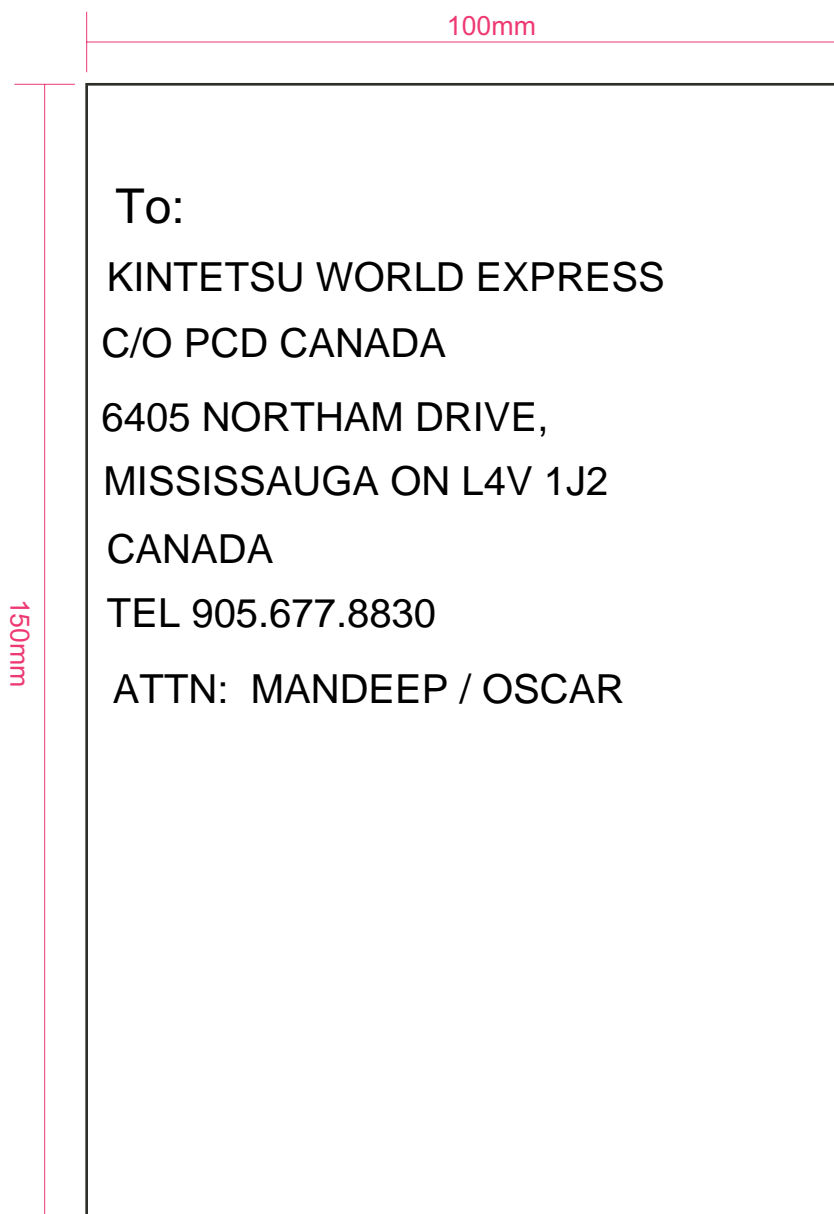 100mm
To:
KINTETSU WORLD EXPRESS
C/O PCD CANADA
6405 NORTHAM DRIVE,
MISSISSAUGA ON L4V 1J2
CANADA
TEL 905.677.8830
ATTN:  MANDEEP / OSCAR
150mm